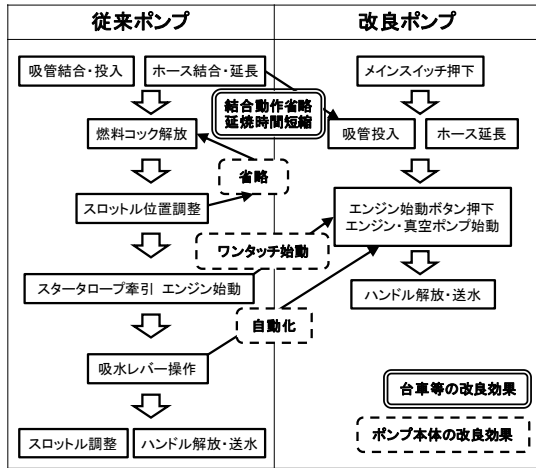 従来ポンプ
改良ポンプ
吸管結合・投入
ホース結合・延長
メインスイッチ押下
結合動作省略
延焼時間短縮
燃料コック解放
吸管投入
ホース延長
省略
スロットル位置調整
エンジン始動ボタン押下
エンジン・真空ポンプ始動
ワンタッチ始動
スタータロープ牽引 エンジン始動
ハンドル解放・送水
自動化
吸水レバー操作
台車等の改良効果
スロットル調整
ハンドル解放・送水
ポンプ本体の改良効果